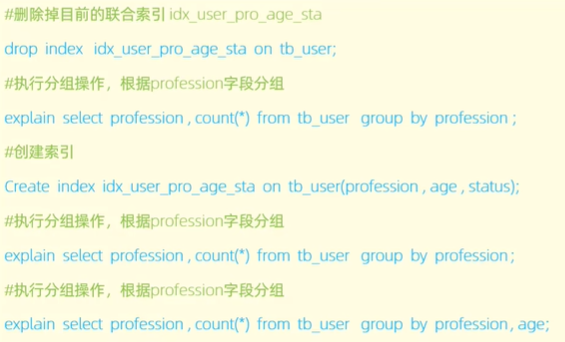 #删除掉目前的联合索引 idx_user_pro_age_sta
drop index idx_user_pro_age_sta on tb_user;
#执行分组操作，根据profession字段分组
explain select profession , count(*) from tb_user group by profession ;
#创建索引
Create index idx_user_pro_age_sta on tb_user(profession , age , status);
#执行分组操作，根据profession字段分组
explain select profession , count(*) from tb_user group by profession ;
#执行分组操作，根据profession字段分组
explain select profession , count(*) from tb_user group by profession , age;